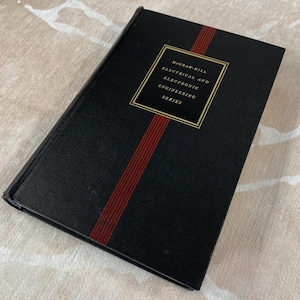 McGRAW-HILL
ELECTRICAL AND
ELECTRONIC
ENGINEERING
SERIES